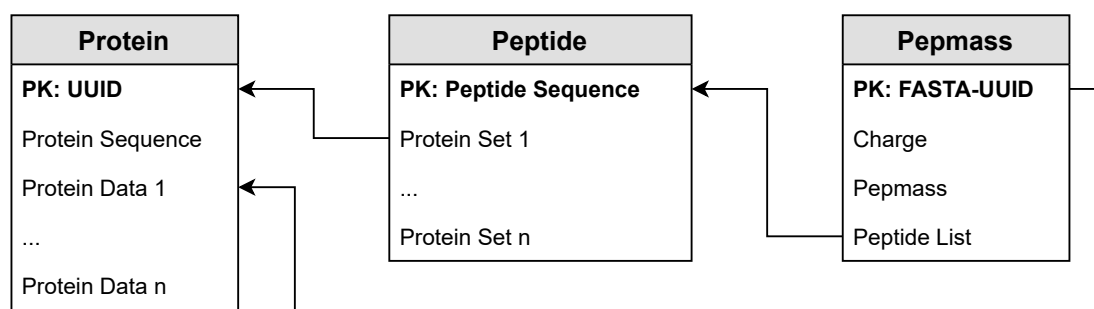 Protein
PK: UUID
Protein Sequence
Protein Data 1
...
Protein Data n
Peptide
PK: Peptide Sequence
Protein Set 1
...
Protein Set n
Pepmass
PK: FASTA-UUID
Charge
Pepmass
Peptide List